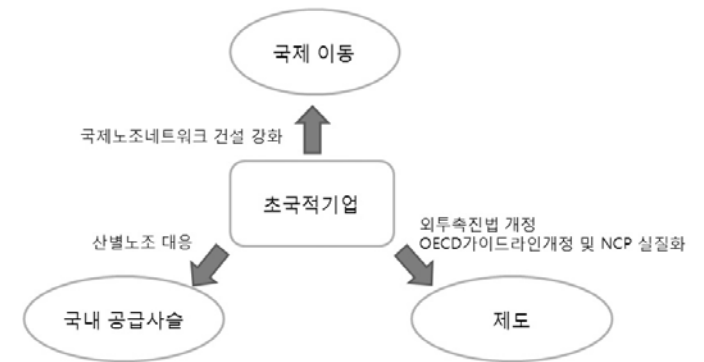 국제 이동
국제노조네트워크 건설 강화
초국적기업
산별노조 대응
외투촉진법 개정
OECD가이드라인개정 및 NCP 실질화
국내 공급사슬
제도